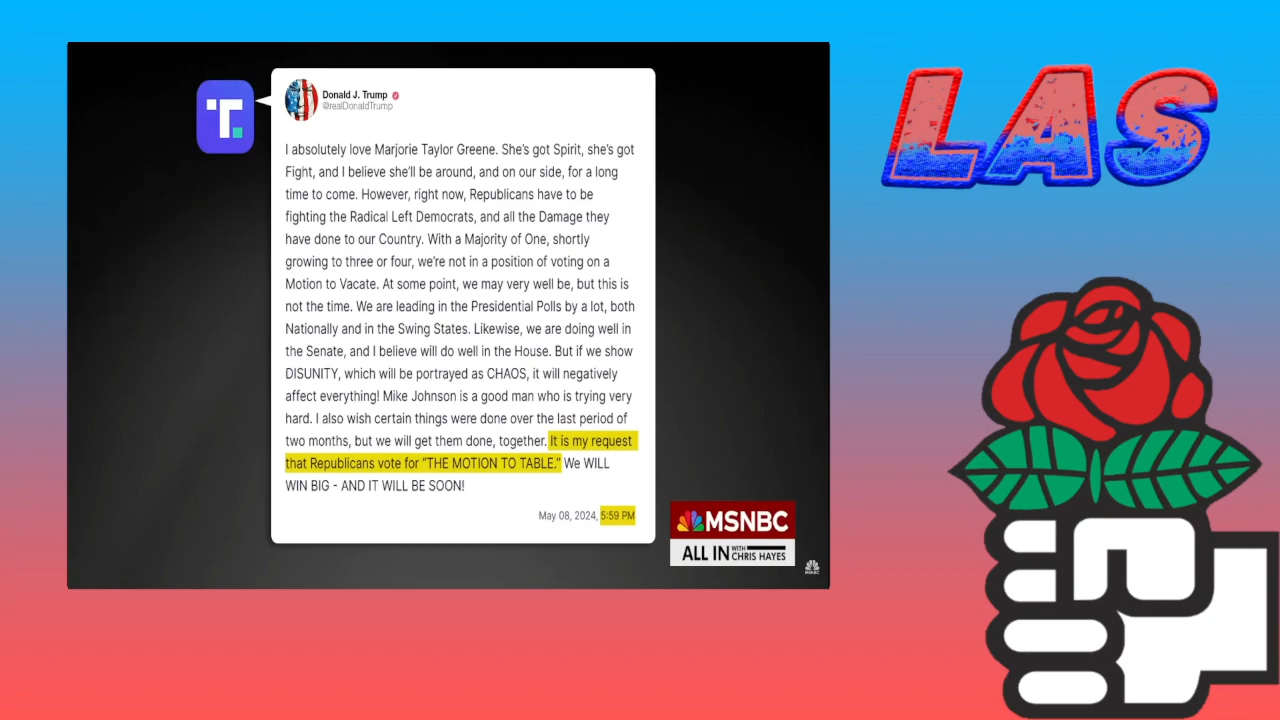 LAS
T.
Donald J. Trump
@realDonaldTrump
I absolutely love Marjorie Taylor Greene. She's got Spirit, she's got
Fight, and I believe she'll be around, and on our side, for a long
time to come. However, right now, Republicans have to be
fighting the Radical Left Democrats, and all the Damage they
have done to our Country. With a Majority of One, shortly
growing to three or four, we're not in a position of voting on a
Motion to Vacate. At some point, we may very well be, but this is
not the time. We are leading in the Presidential Polls by a lot, both
Nationally and in the Swing States. Likewise, we are doing well in
the Senate, and I believe will do well in the House. But if we show
DISUNITY, which will be portrayed as CHAOS, it will negatively
affect everything! Mike Johnson is a good man who is trying very
hard. I also wish certain things were done over the last period of
two months, but we will get them done, together. It is my request
that Republicans vote for "THE MOTION TO TABLE." We WILL
WIN BIG - AND IT WILL BE SOON!
May 08, 2024, 5:59 PM
MSNBC
ALL IN WITH CHRIS HAYES
MSNBC